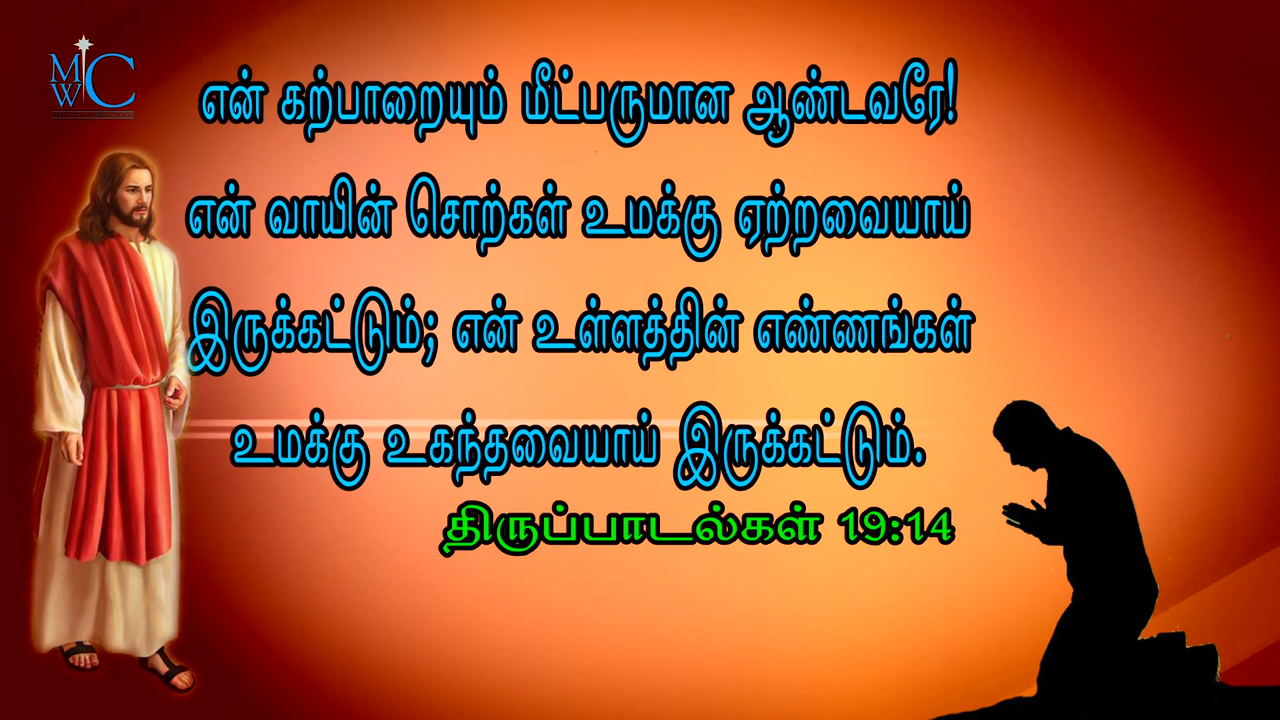 MWC
என் கற்பாறையும் மீட்பருமான ஆண்டவரே!
என் வாயின் சொற்கள் உமக்கு ஏற்றவையாய்
இருக்கட்டும்; என் உள்ளத்தின் எண்ணங்கள்
உமக்கு உகந்தவையாய் இருக்கட்டும்.
திருப்பாடல்கள் 19:14